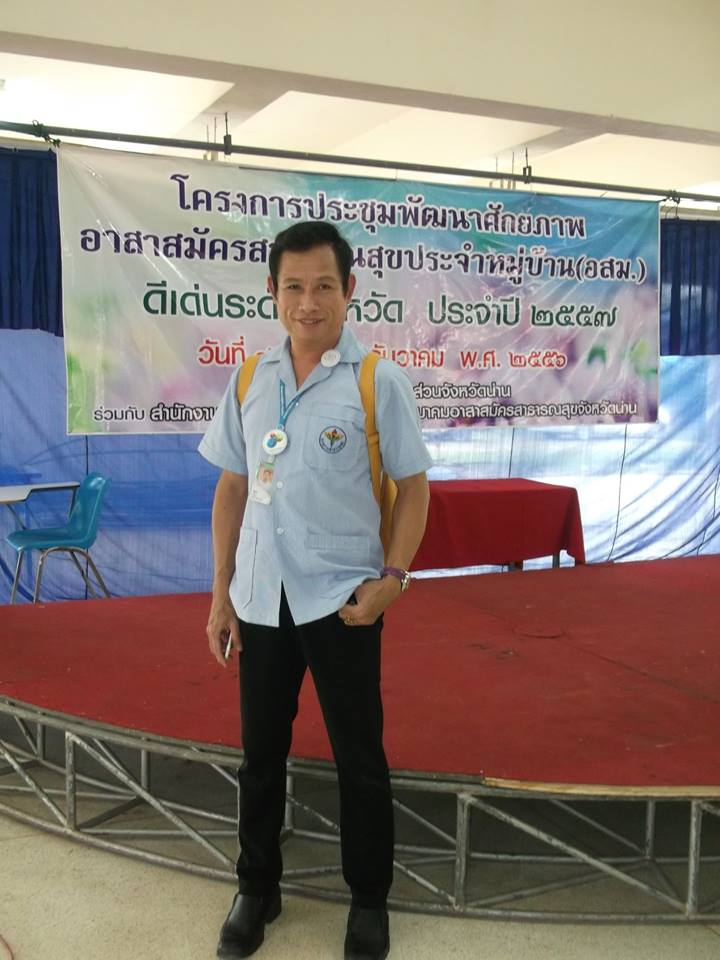 โครงการประชุมพัฒนาศักยภาพ
อาสาสมัครสา นสุขประจำหมู่บ้าน(อสม.)
ดีเด่นระดั หวัด ประจำปี ๒๕๕๗
วันที่ ันวาคม พ.ศ. ๒๕๕๖
ส่วนจังหวัดน่าน
ร่วมกับ สำนักงาน มาคมอาสาสมัครสาธารณสุขจังหวัดน่าน